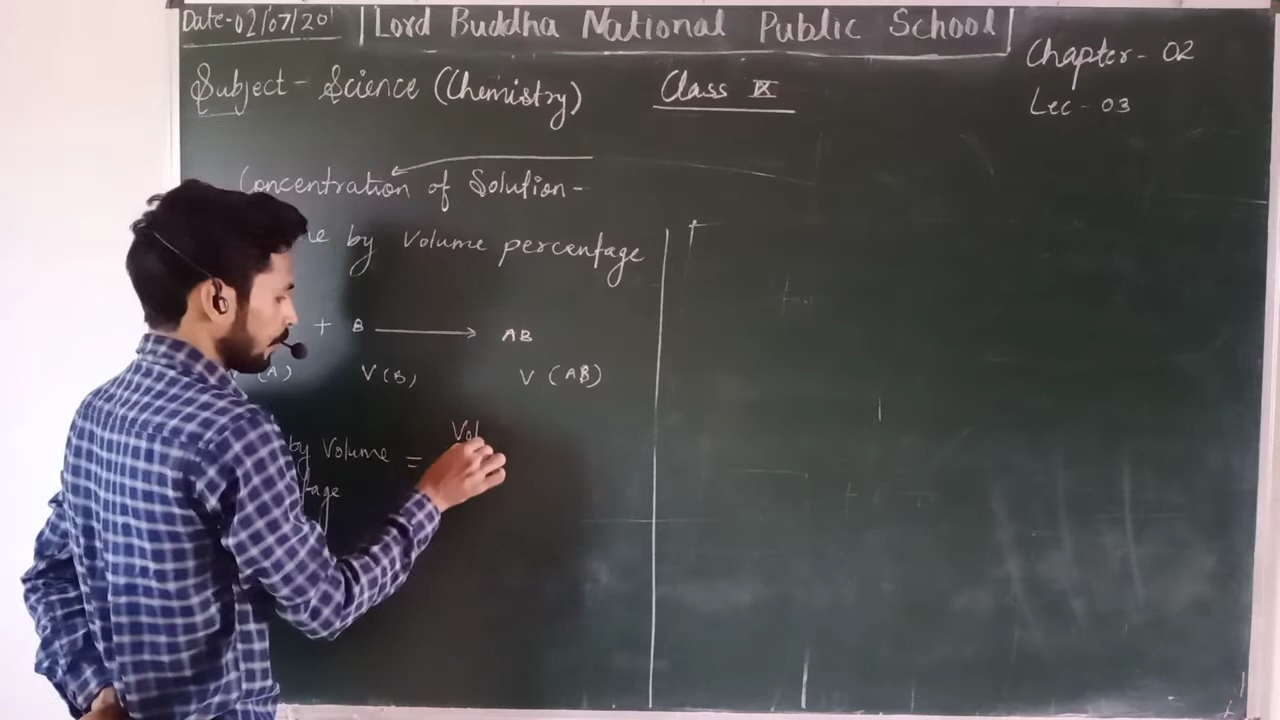 Date-02/07/20
Lord Buddha National Public School
Chapter- 02
Subject - Science (Chemistry)
Class IX
Lec - 03
Concentration of Solution-
by Volume percentage
+ B → AB
(A) V(B) V (AB)
by Volume = Vol